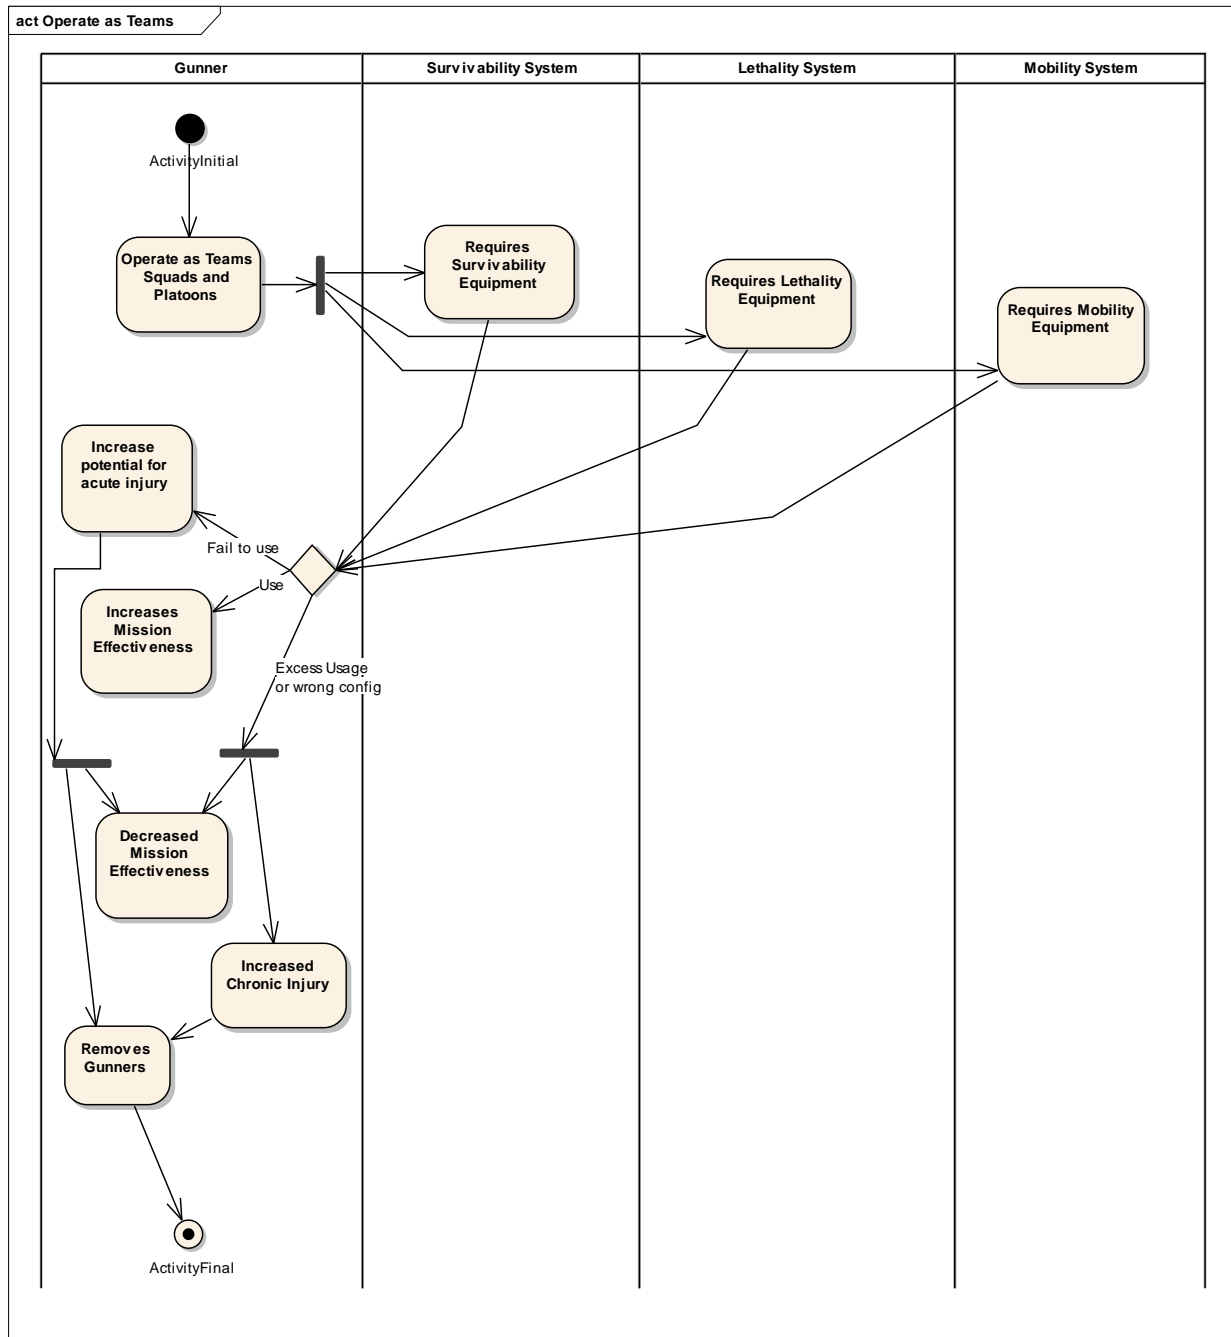 act Operate as Teams
Gunner
Survivability System
Lethality System
Mobility System
ActivityInitial
Operate as Teams
Squads and
Platoons
Requires
Survivability
Equipment
Requires Lethality
Equipment
Requires Mobility
Equipment
Increase
potential for
acute injury
Fail to use
Use
Increases
Mission
Effectiveness
Excess Usage
or wrong config
Decreased
Mission
Effectiveness
Increased
Chronic Injury
Removes
Gunners
ActivityFinal